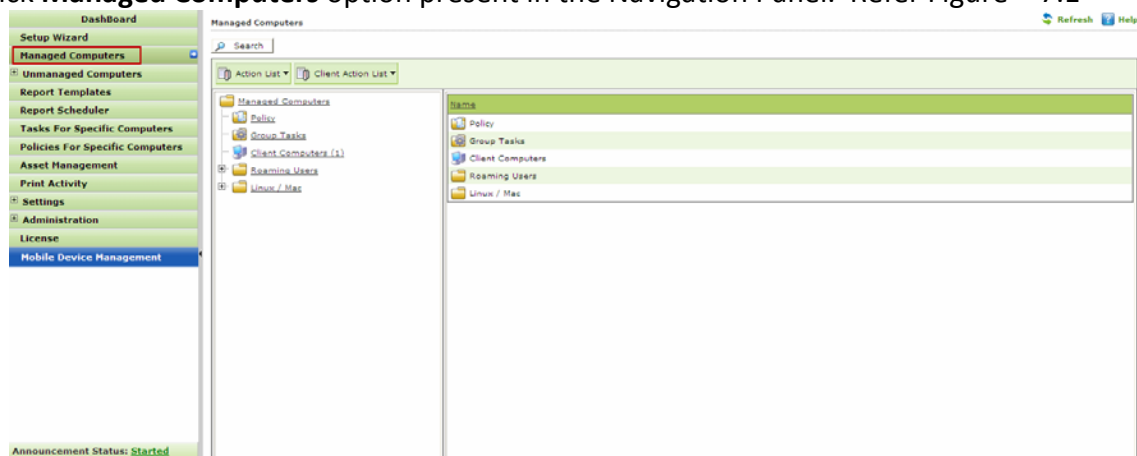 ck Managed Computers option present in the Navigation Panel. Refer Figure –
DashBoard
Setup Wizard
Managed Computers
Unmanaged Computers
Report Templates
Report Scheduler
Tasks For Specific Computers
Policies For Specific Computers
Asset Management
Print Activity
Settings
Administration
License
Mobile Device Management
Announcement Status: Started
Managed Computers
Refresh Help
Search
Action List Client Action List
Managed Computers
Policy
Group Tasks
Client Computers (1)
Roaming Users
Linux / Mac
Name
Policy
Group Tasks
Client Computers
Roaming Users
Linux / Mac